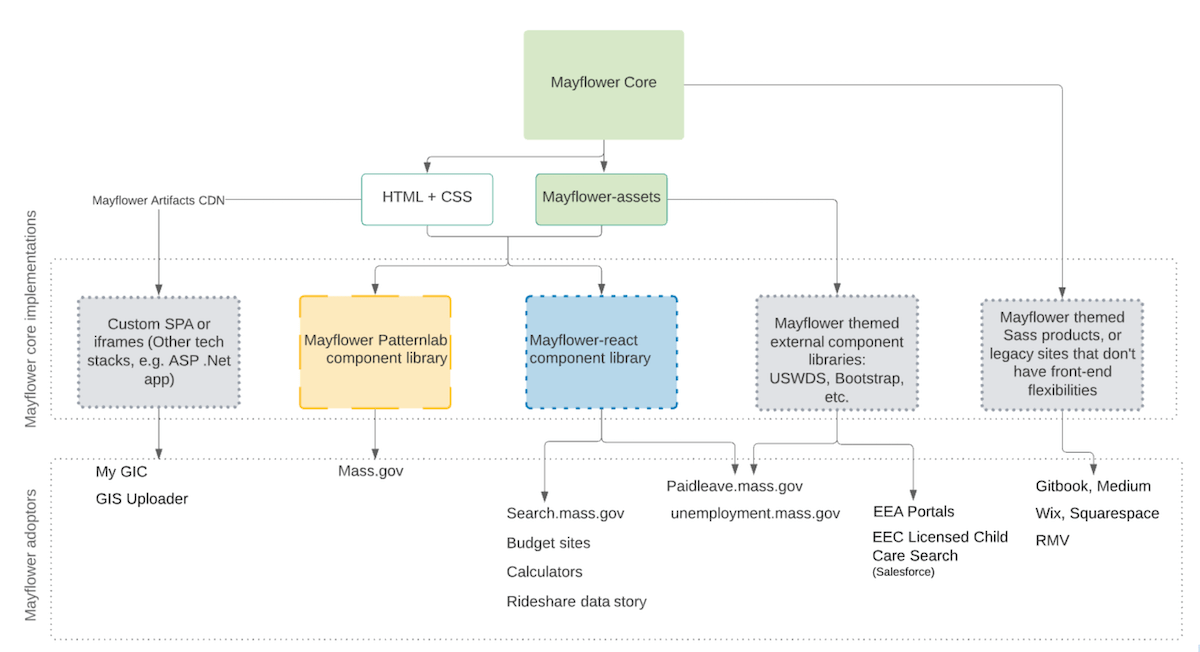 Mayflower Core
HTML + CSS
Mayflower-assets
Mayflower Artifacts CDN
Mayflower core implementations
Custom SPA or
iframes (Other tech
stacks, e.g. ASP .Net
app)
Mayflower Patternlab
component library
Mayflower-react
component library
Mayflower themed
external component
libraries:
USWDS, Bootstrap,
etc.
Mayflower themed
Sass products, or
legacy sites that don't
have front-end
flexibilities
Mayflower adoptors
My GIC
GIS Uploader
Mass.gov
Search.mass.gov
Budget sites
Calculators
Rideshare data story
Paidleave.mass.gov
unemployment.mass.gov
EEA Portals
EEC Licensed Child
Care Search
(Salesforce)
Gitbook, Medium
Wix, Squarespace
RMV